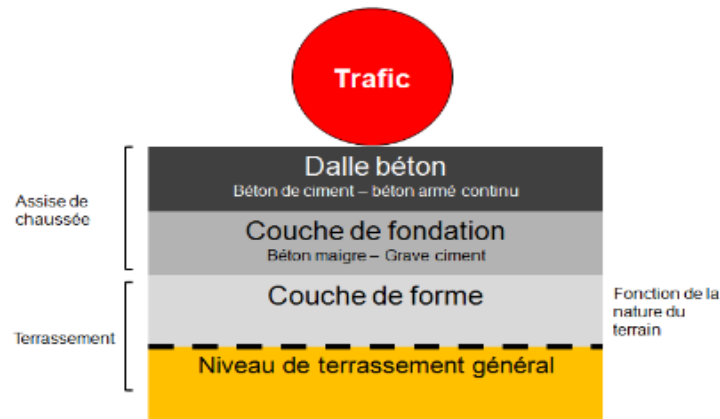 Trafic
Dalle béton
Béton de ciment – béton armé continu
Assise de
chaussée
Couche de fondation
Béton maigre – Grave ciment
Couche de forme
Fonction de la
nature du
terrain
Terrassement
Niveau de terrassement général